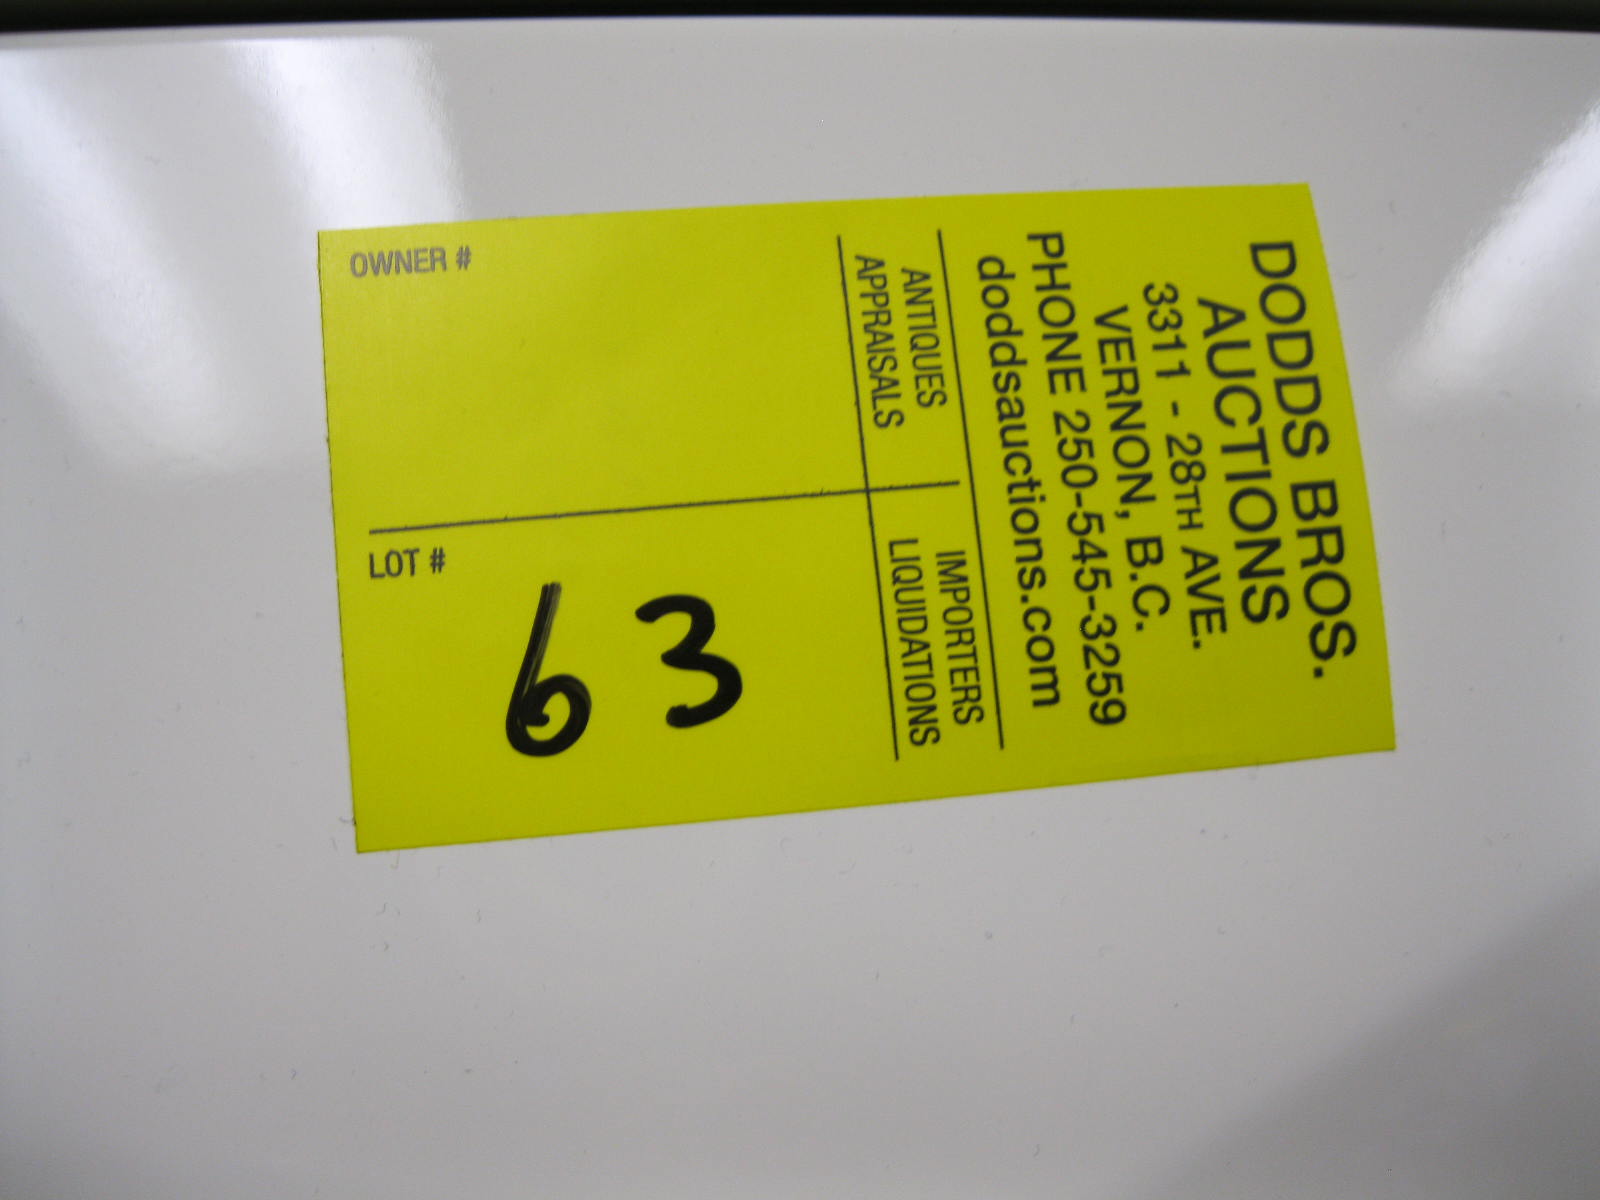 DODDS BROS.
AUCTIONS
3311 - 28TH AVE.
VERNON, B.C.
PHONE 250-545-3259
doddsauctions.com
ANTIQUES
APPRAISALS
IMPORTERS
LIQUIDATIONS
OWNER #
LOT #
63